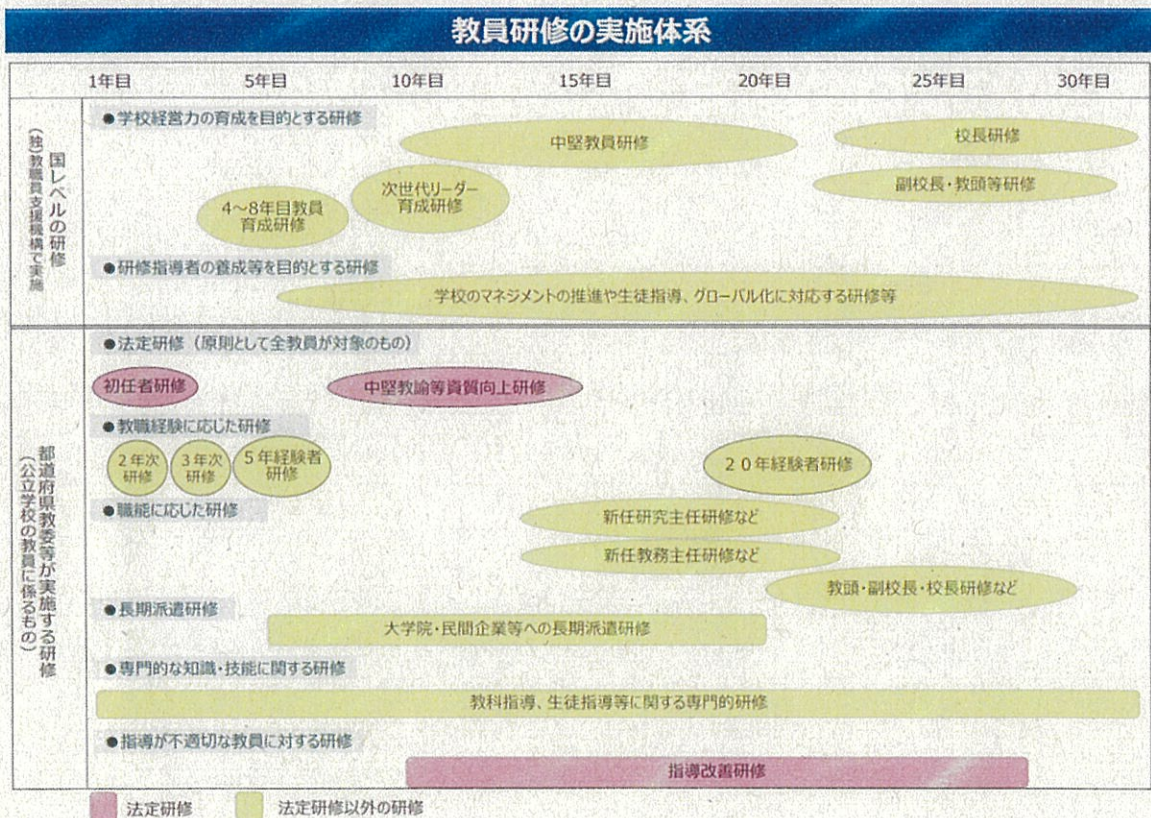 教員研修の実施体系
1年目 5年目 10年目 15年目 20年目 25年目 30年目
国レベルの研修
(独)教職員支援機構で実施
●学校経営力の育成を目的とする研修
中堅教員研修
校長研修
次世代リーダー
育成研修
副校長・教頭等研修
4~8年目教員
育成研修
●研修指導者の養成等を目的とする研修
学校のマネジメントの推進や生徒指導、グローバル化に対応する研修等
都道府県教委等が実施する研修
(公立学校の教員に係るもの)
●法定研修(原則として全教員が対象のもの)
初任者研修
中堅教諭等資質向上研修
●教職経験に応じた研修
2年次
研修
3年次
研修
5年経験者
研修
20年経験者研修
●職能に応じた研修
新任研究主任研修など
新任教務主任研修など
教頭・副校長・校長研修など
●長期派遣研修
大学院・民間企業等への長期派遣研修
●専門的な知識・技能に関する研修
教科指導、生徒指導等に関する専門的研修
●指導が不適切な教員に対する研修
指導改善研修
法定研修
法定研修以外の研修